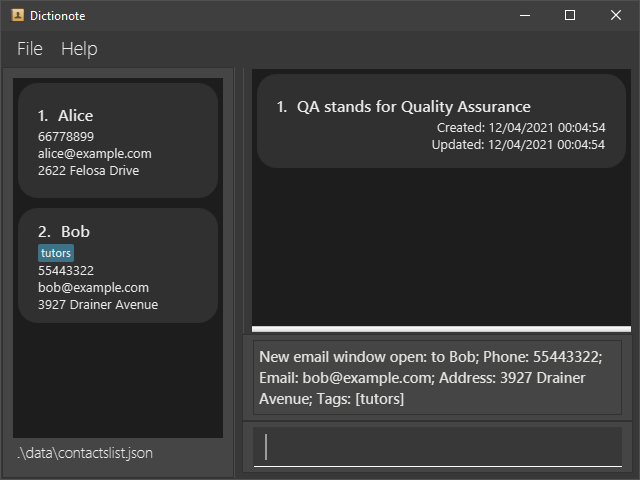 Dictionote
File Help
1. Alice
66778899
alice@example.com
2622 Felosa Drive
2. Bob
tutors
55443322
bob@example.com
3927 Drainer Avenue
.\data\contactslist.json
1. QA stands for Quality Assurance
Created: 12/04/2021 00:04:54
Updated: 12/04/2021 00:04:54
New email window open: to Bob; Phone: 55443322;
Email: bob@example.com; Address: 3927 Drainer
Avenue; Tags: [tutors]